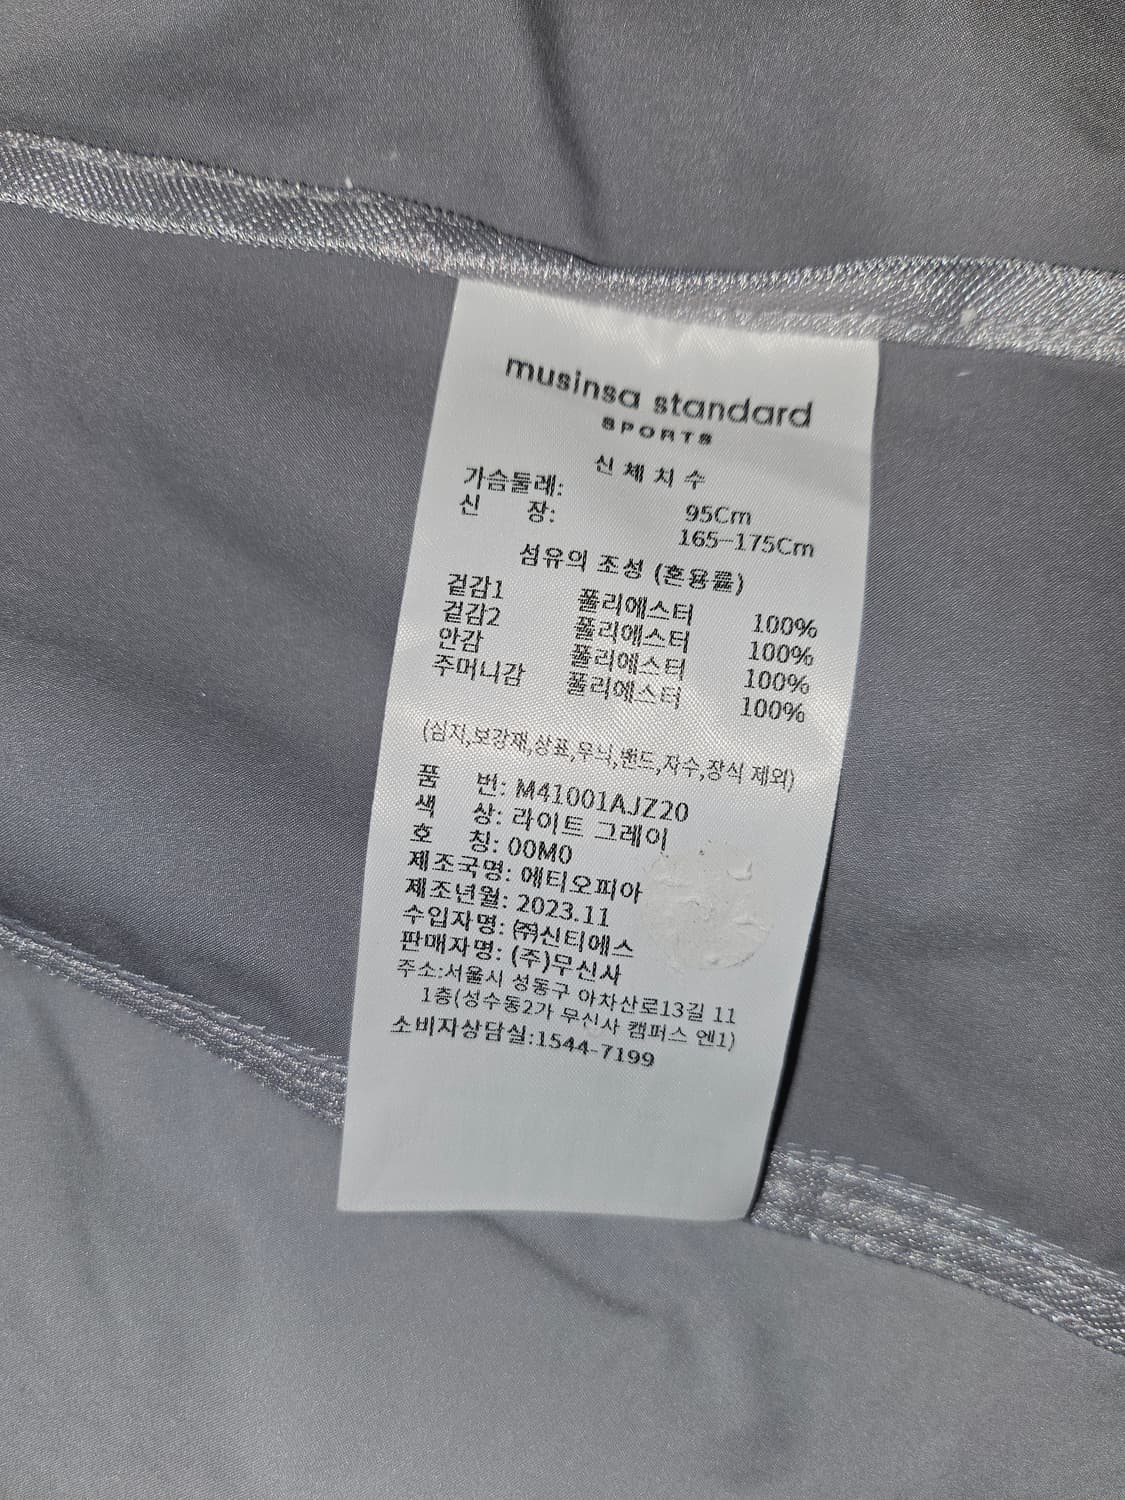 musinsa standard
SPORTS
신체치수
가슴둘레: 95Cm
신 장: 165-175Cm
섬유의 조성 (혼용률)
겉감1 폴리에스터 100%
겉감2 폴리에스터 100%
안감 폴리에스터 100%
주머니감 폴리에스터 100%
(심지,보강재,상표,무늬,밴드,자수,장식 제외)
품 번: M41001AJZ20
색 상: 라이트 그레이
호 칭: 00M0
제조국명: 에티오피아
제조년월: 2023.11
수입자명: ㈜신티에스
판매자명: (주)무신사
주소:서울시 성동구 아차산로13길 11
1층(성수동2가 무신사 캠퍼스 엔1)
소비자상담실:1544-7199